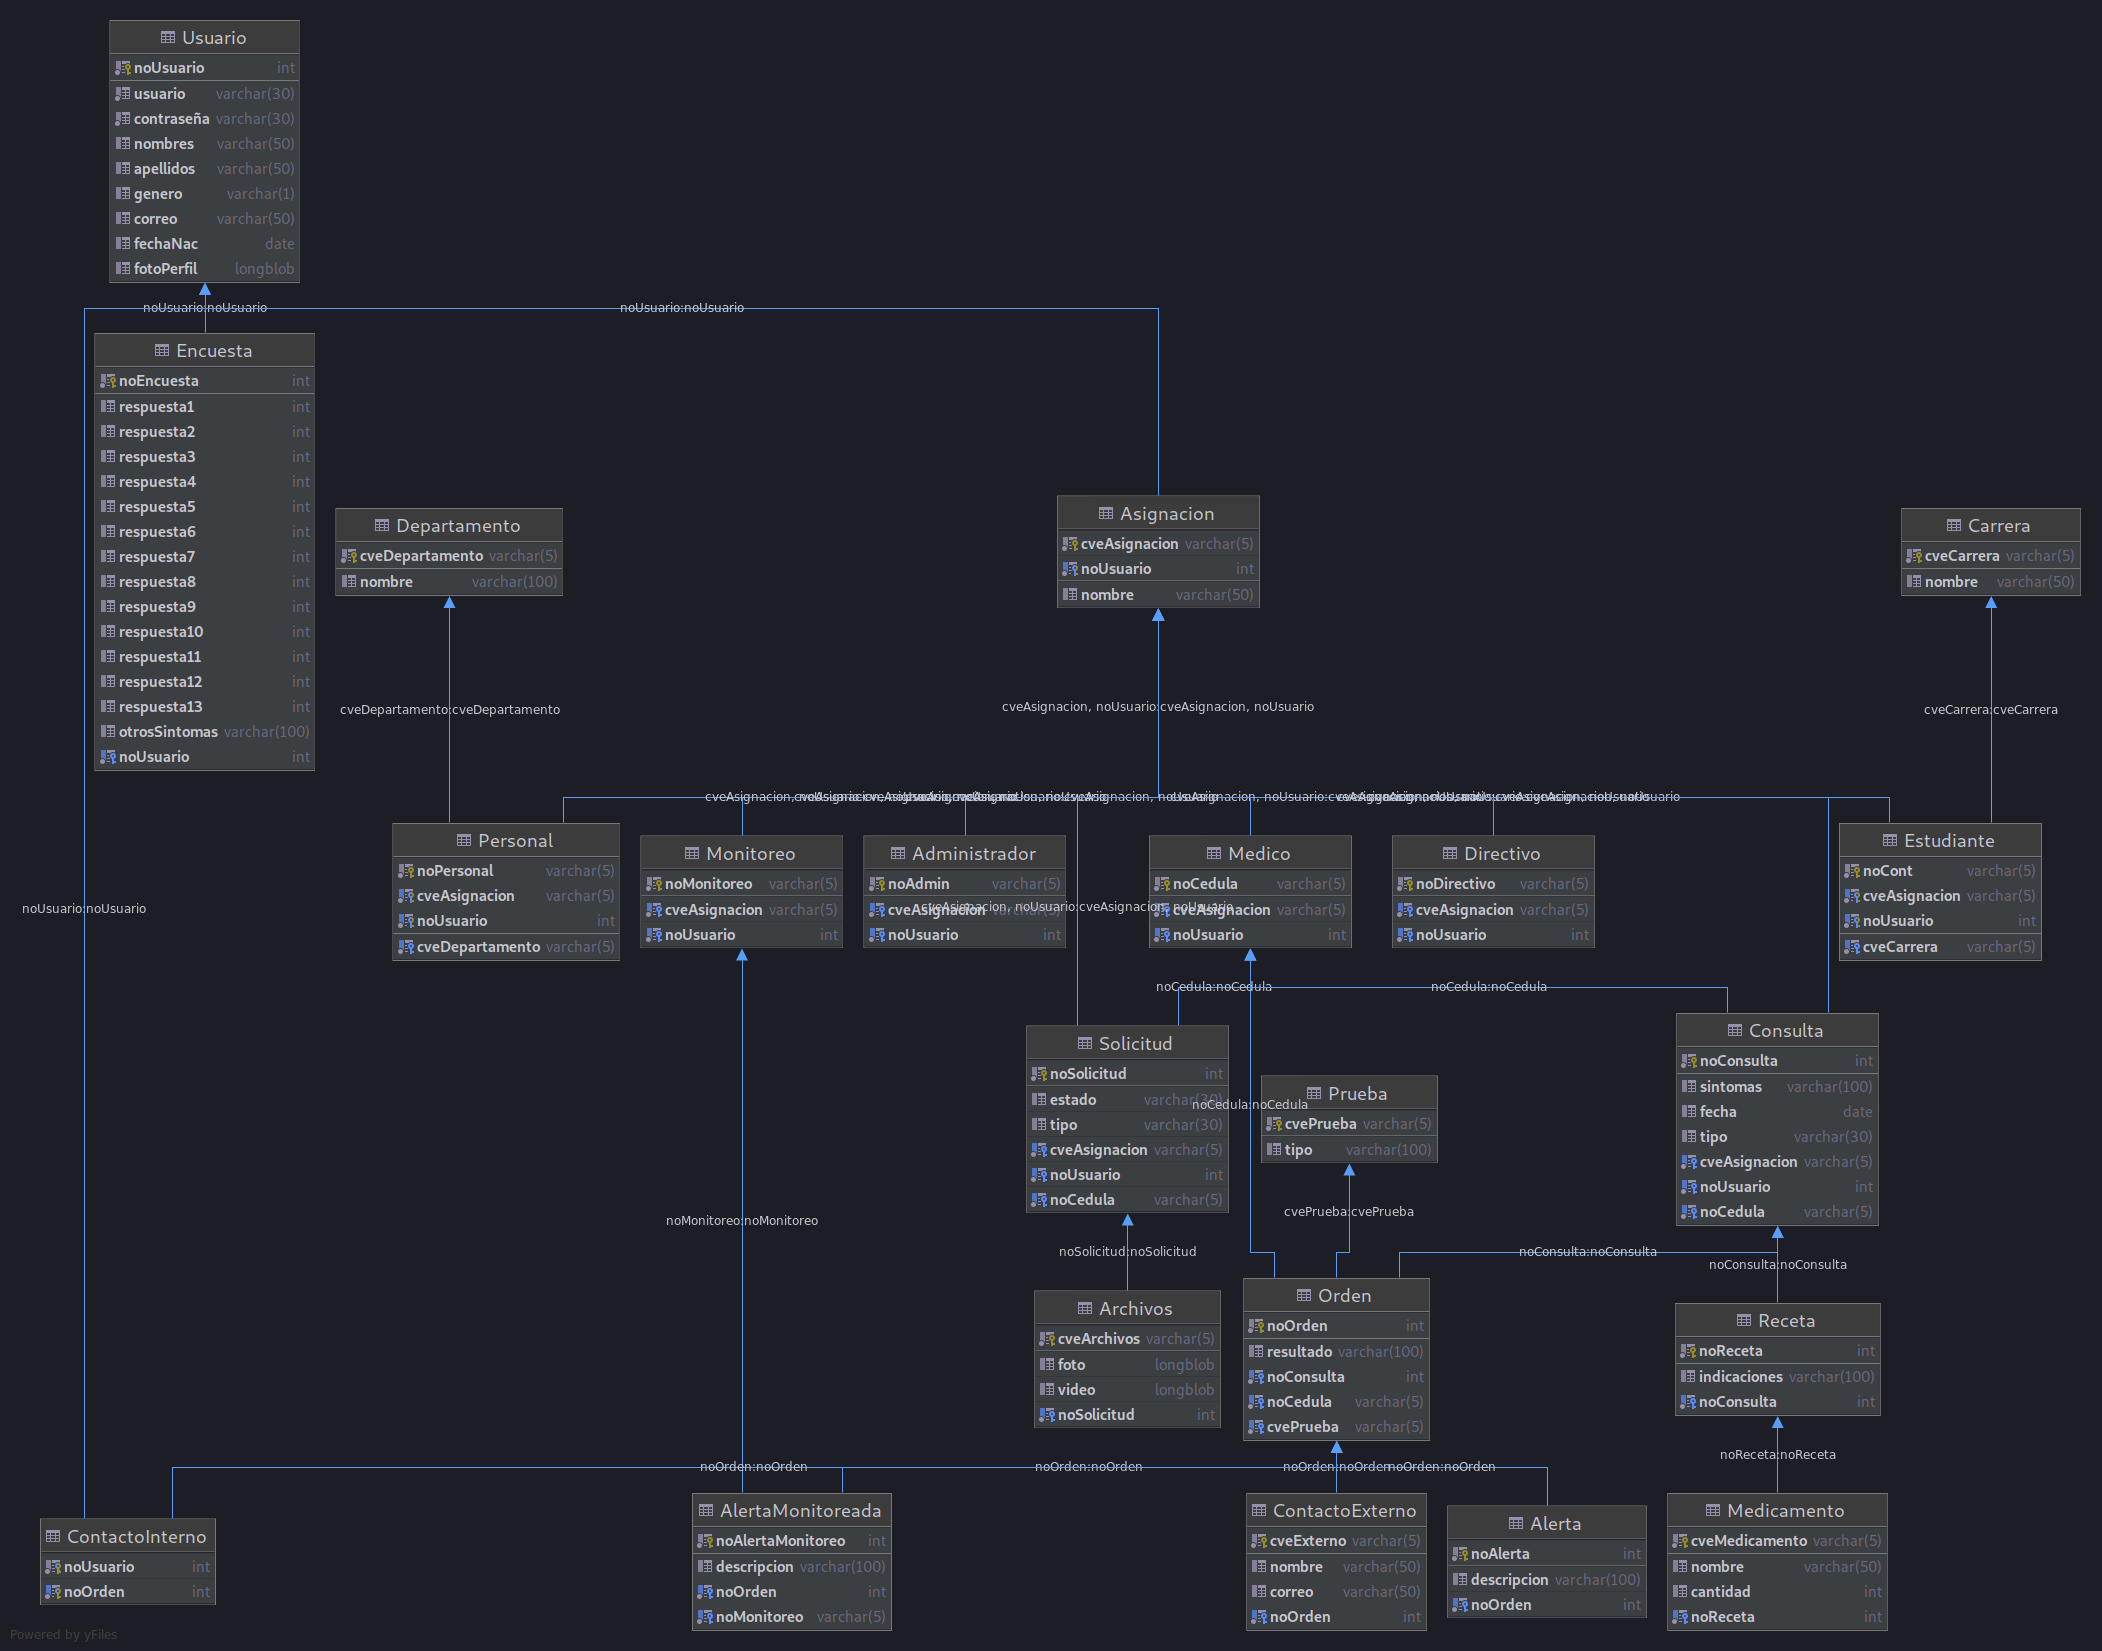 Usuario
noUsuario int
usuario varchar(30)
contraseña varchar(30)
nombres varchar(50)
apellidos varchar(50)
genero varchar(1)
correo varchar(50)
fechaNac date
fotoPerfil longblob
noUsuario:noUsuario
noUsuario:noUsuario
Encuesta
noEncuesta int
respuesta1 int
respuesta2 int
respuesta3 int
respuesta4 int
respuesta5 int
respuesta6 int
respuesta7 int
respuesta8 int
respuesta9 int
respuesta10 int
respuesta11 int
respuesta12 int
respuesta13 int
otrosSintomas varchar(100)
noUsuario int
Departamento
cveDepartamento varchar(5)
nombre varchar(100)
Asignacion
cveAsignacion varchar(5)
noUsuario int
nombre varchar(50)
Carrera
cveCarrera varchar(5)
nombre varchar(50)
cveDepartamento:cveDepartamento
cveAsignacion, noUsuario:cveAsignacion, noUsuario
cveCarrera:cveCarrera
Personal
noPersonal varchar(5)
cveAsignacion varchar(5)
noUsuario int
cveDepartamento varchar(5)
Monitoreo
noMonitoreo varchar(5)
cveAsignacion varchar(5)
noUsuario int
Administrador
noAdmin varchar(5)
cveAsignacion varchar(5)
noUsuario int
cveAsignacion, noUsuario:cveAsignacion, noUsuario
Medico
noCedula varchar(5)
cveAsignacion varchar(5)
noUsuario int
Directivo
noDirectivo varchar(5)
cveAsignacion varchar(5)
noUsuario int
Estudiante
noCont varchar(5)
cveAsignacion varchar(5)
noUsuario int
cveCarrera varchar(5)
noUsuario:noUsuario
noCedula:noCedula
noCedula:noCedula
Solicitud
noSolicitud int
estado varchar(30)
tipo varchar(30)
cveAsignacion varchar(5)
noUsuario int
noCedula varchar(5)
noCedula:noCedula
Prueba
cvePrueba varchar(5)
tipo varchar(100)
Consulta
noConsulta int
sintomas varchar(100)
fecha date
tipo varchar(30)
cveAsignacion varchar(5)
noUsuario int
noCedula varchar(5)
noMonitoreo:noMonitoreo
cvePrueba:cvePrueba
noSolicitud:noSolicitud
noConsulta:noConsulta
noConsulta:noConsulta
Archivos
cveArchivos varchar(5)
foto longblob
video longblob
noSolicitud int
Orden
noOrden int
resultado varchar(100)
noConsulta int
noCedula varchar(5)
cvePrueba varchar(5)
Receta
noReceta int
indicaciones varchar(100)
noConsulta int
noReceta:noReceta
noOrden:noOrden
noOrden:noOrden
noOrden:noOrden
noOrden:noOrden
ContactoInterno
noUsuario int
noOrden int
AlertaMonitoreada
noAlertaMonitoreo int
descripcion varchar(100)
noOrden int
noMonitoreo varchar(5)
ContactoExterno
cveExterno varchar(5)
nombre varchar(50)
correo varchar(50)
noOrden int
Alerta
noAlerta int
descripcion varchar(100)
noOrden int
Medicamento
cveMedicamento varchar(5)
nombre varchar(50)
cantidad int
noReceta int
Powered by yFiles